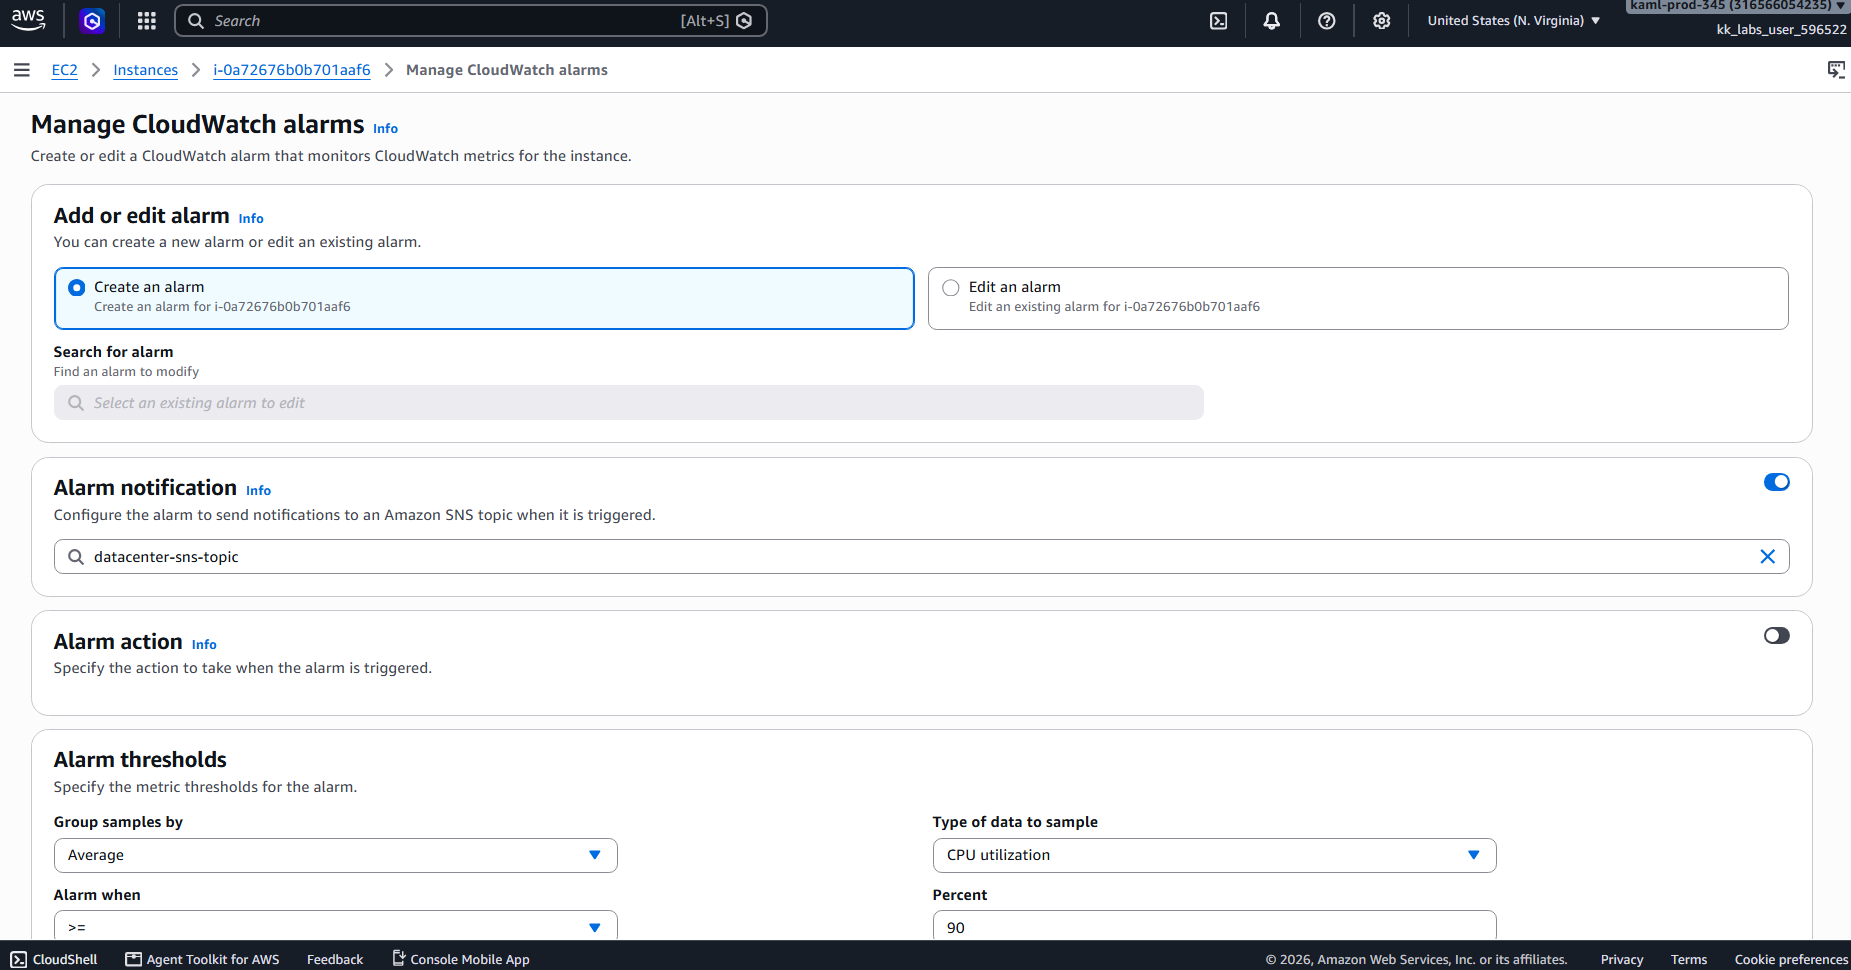 aws
Search [Alt+S]
United States (N. Virginia)
kaml-prod-345 (316566054235)
kk_labs_user_596522
EC2 Instances i-0a72676b0b701aaf6 Manage CloudWatch alarms
Manage CloudWatch alarms Info
Create or edit a CloudWatch alarm that monitors CloudWatch metrics for the instance.
Add or edit alarm Info
You can create a new alarm or edit an existing alarm.
Create an alarm
Create an alarm for i-0a72676b0b701aaf6
Edit an alarm
Edit an existing alarm for i-0a72676b0b701aaf6
Search for alarm
Find an alarm to modify
Select an existing alarm to edit
Alarm notification Info
Configure the alarm to send notifications to an Amazon SNS topic when it is triggered.
datacenter-sns-topic
Alarm action Info
Specify the action to take when the alarm is triggered.
Alarm thresholds
Specify the metric thresholds for the alarm.
Group samples by
Average
Type of data to sample
CPU utilization
Alarm when
>=
Percent
90
CloudShell Agent Toolkit for AWS Feedback Console Mobile App © 2026, Amazon Web Services, Inc. or its affiliates. Privacy Terms Cookie preferences